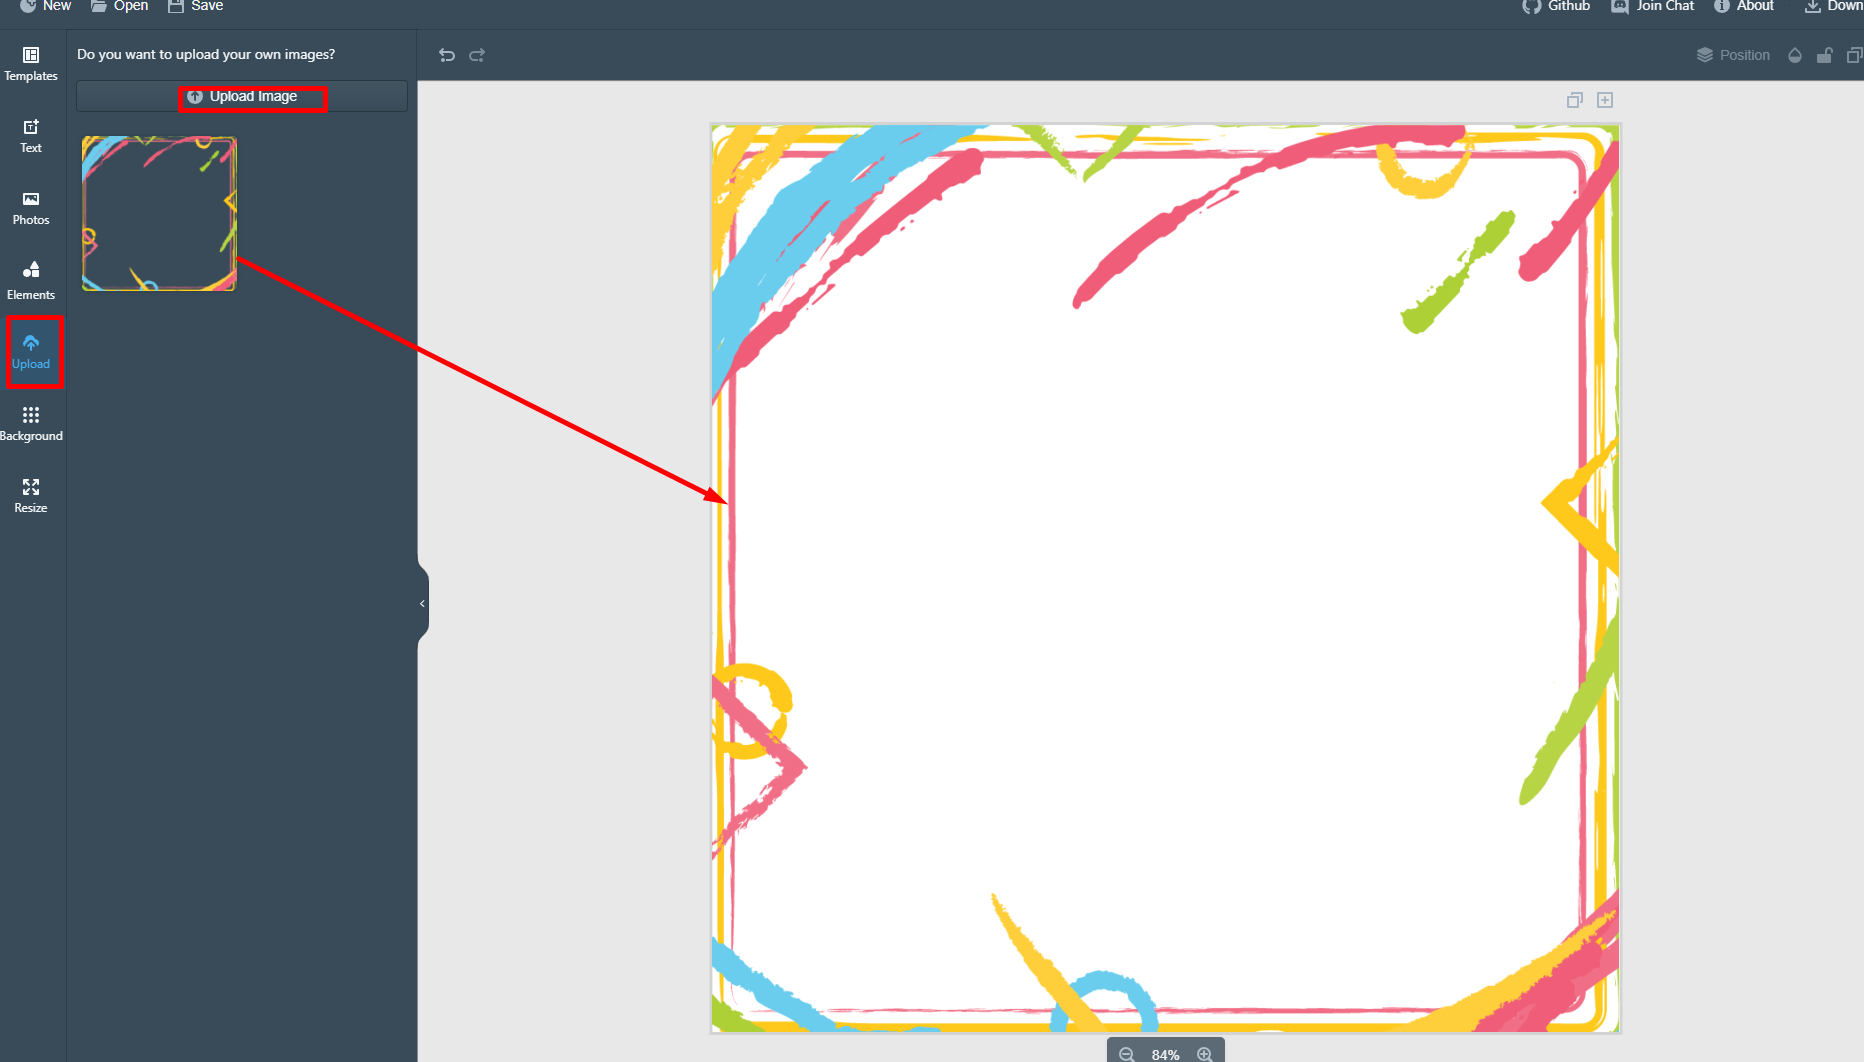 New Open Save Github Join Chat About Down
Do you want to upload your own images?
Position
Upload Image
Templates
Text
Photos
Elements
Upload
Background
Resize
84%